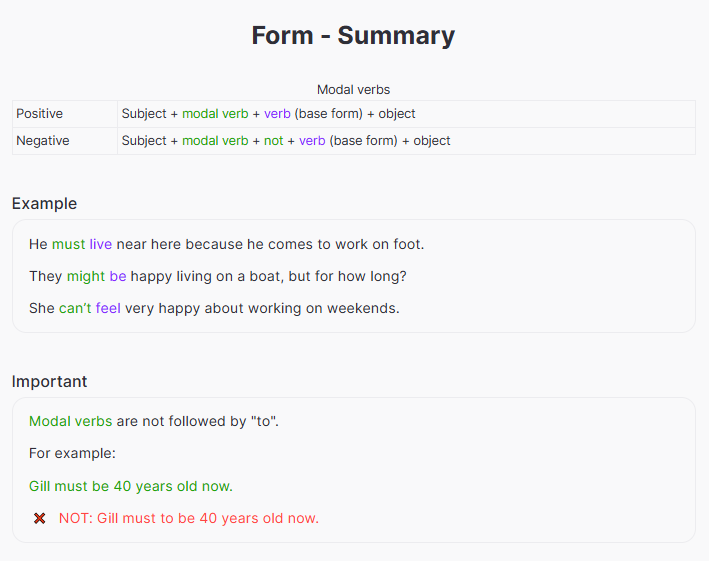 Form - Summary
Modal verbs
Positive Subject + modal verb + verb (base form) + object
Negative Subject + modal verb + not + verb (base form) + object
Example
He must live near here because he comes to work on foot.
They might be happy living on a boat, but for how long?
She can't feel very happy about working on weekends.
Important
Modal verbs are not followed by "to".
For example:
Gill must be 40 years old now.
❌ NOT: Gill must to be 40 years old now.